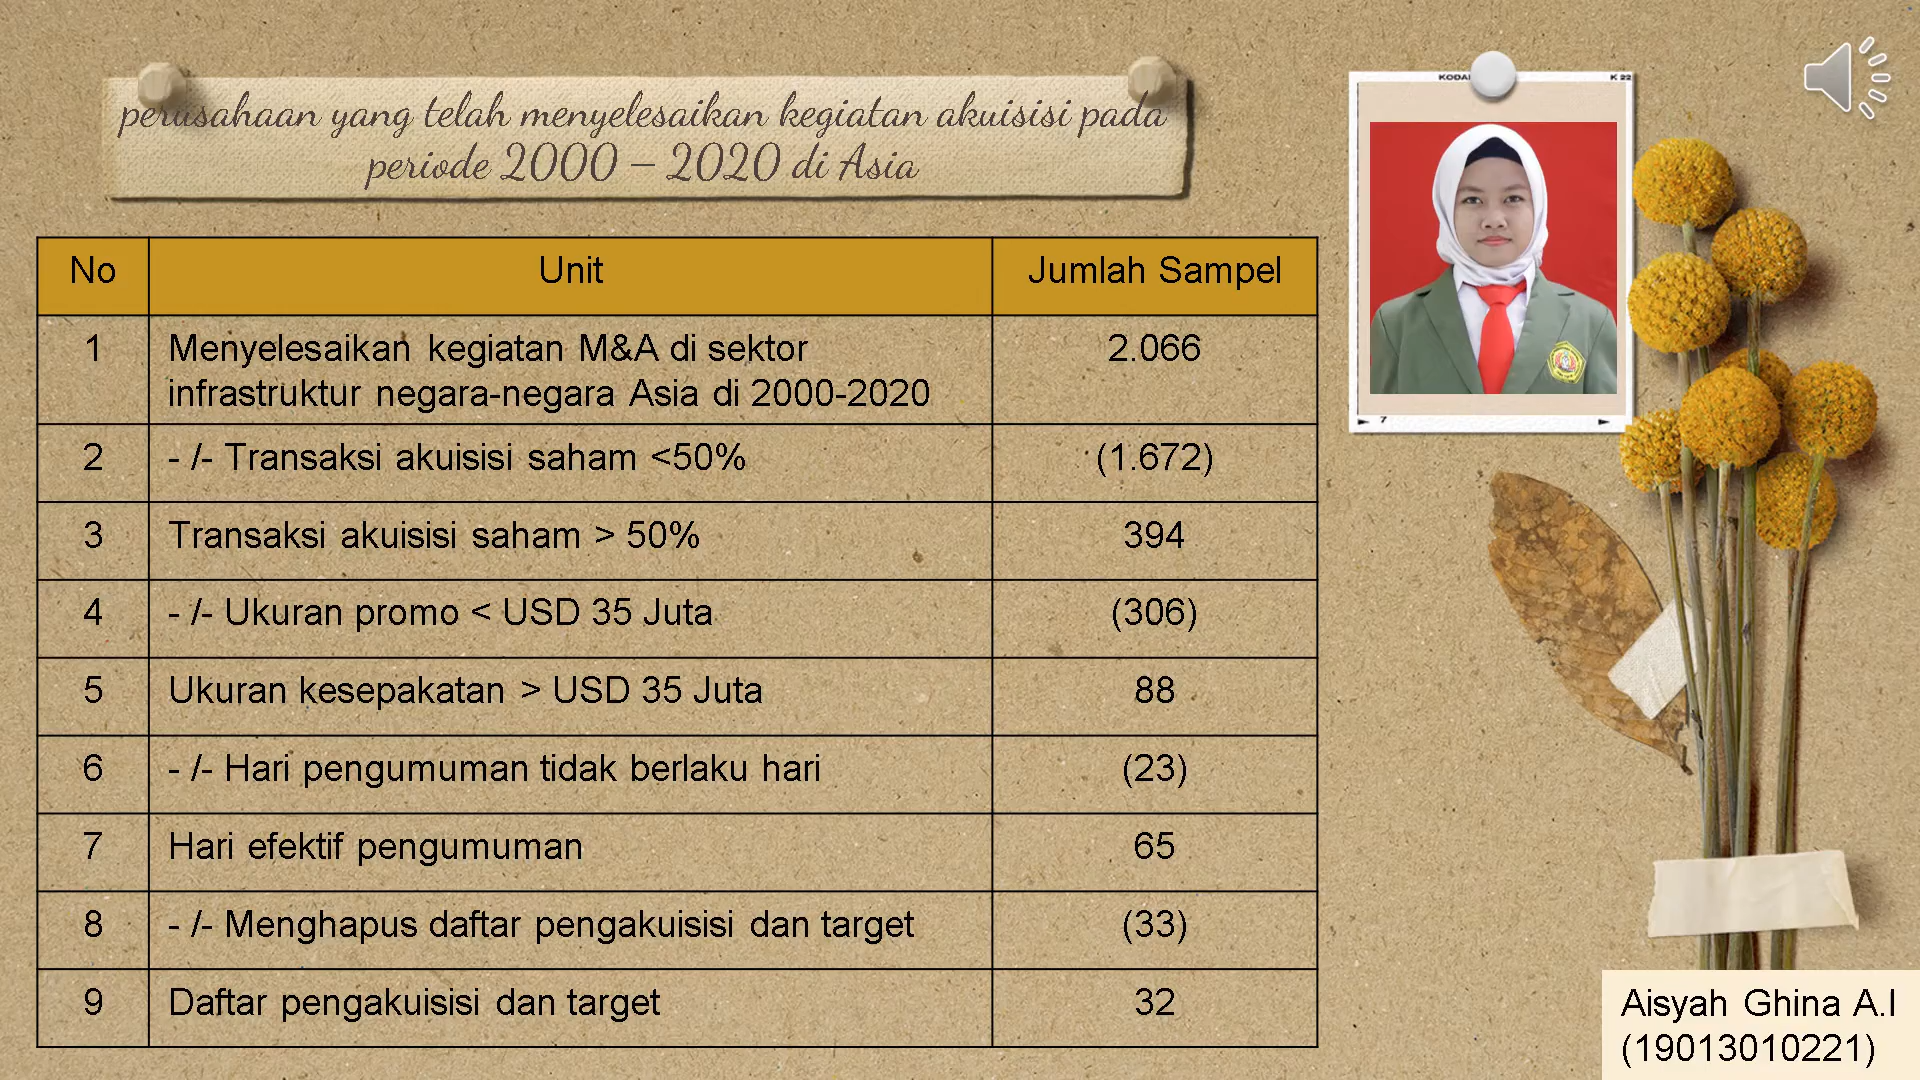 perusahaan yang telah menyelesaikan kegiatan akuisisi pada
periode 2000 – 2020 di Asia
KODA
K 22
No Unit Jumlah Sampel
1 Menyelesaikan kegiatan M&A di sektor 2.066
infrastruktur negara-negara Asia di 2000-2020
2 - /- Transaksi akuisisi saham <50% (1.672)
3 Transaksi akuisisi saham > 50% 394
4 - /- Ukuran promo < USD 35 Juta (306)
5 Ukuran kesepakatan > USD 35 Juta 88
6 - /- Hari pengumuman tidak berlaku hari (23)
7 Hari efektif pengumuman 65
8 - /- Menghapus daftar pengakuisisi dan target (33)
9 Daftar pengakuisisi dan target 32
7
Aisyah Ghina A.I
(19013010221)